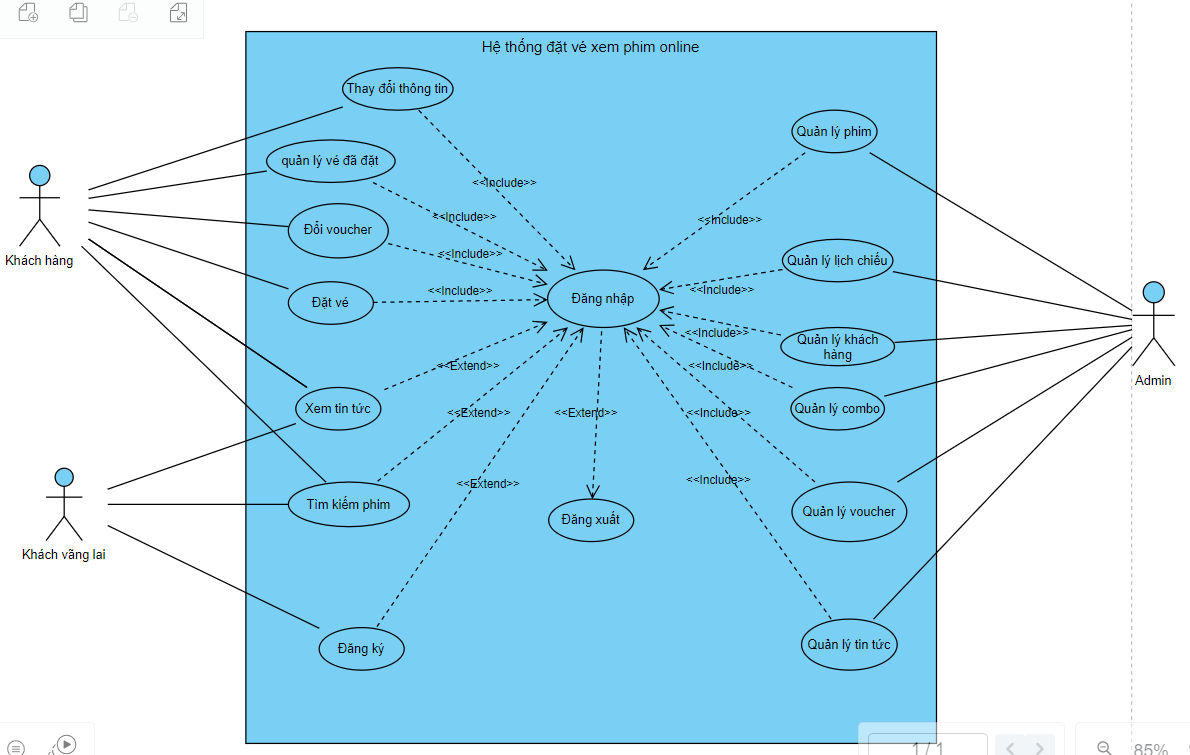 Hệ thống đặt vé xem phim online
Thay đổi thông tin
Quản lý phim
quản lý vé đã đặt
<<Include>>
<<Include>>
<<Include>>
Đổi voucher
<<Include>>
Khách hàng
Quản lý lịch chiếu
<<Include>>
<<Include>>
Đặt vé
Đăng nhập
<<Include>>
Quản lý khách
hàng
<<Extend>>
<<Include>>
Admin
Xem tin tức
<<Extend>>
<<Extend>>
<<Include>>
Quản lý combo
<<Extend>>
<<Include>>
Tìm kiếm phim
Đăng xuất
Quản lý voucher
Khách vãng lai
Đăng ký
Quản lý tin tức
1 / 1
85%